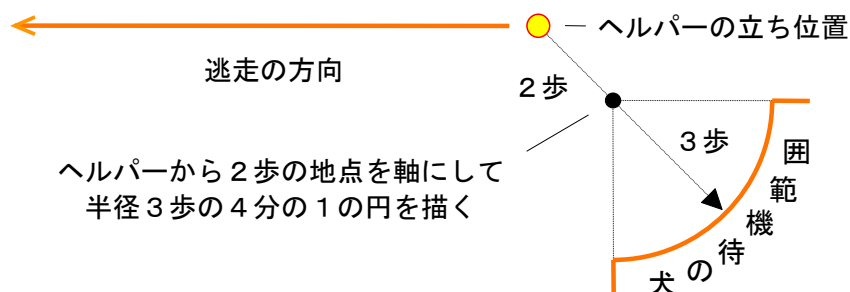 ヘルパーの立ち位置
逃走の方向
２歩
３歩
ヘルパーから２歩の地点を軸にして
半径３歩の４分の１の円を描く
犬の待機範囲